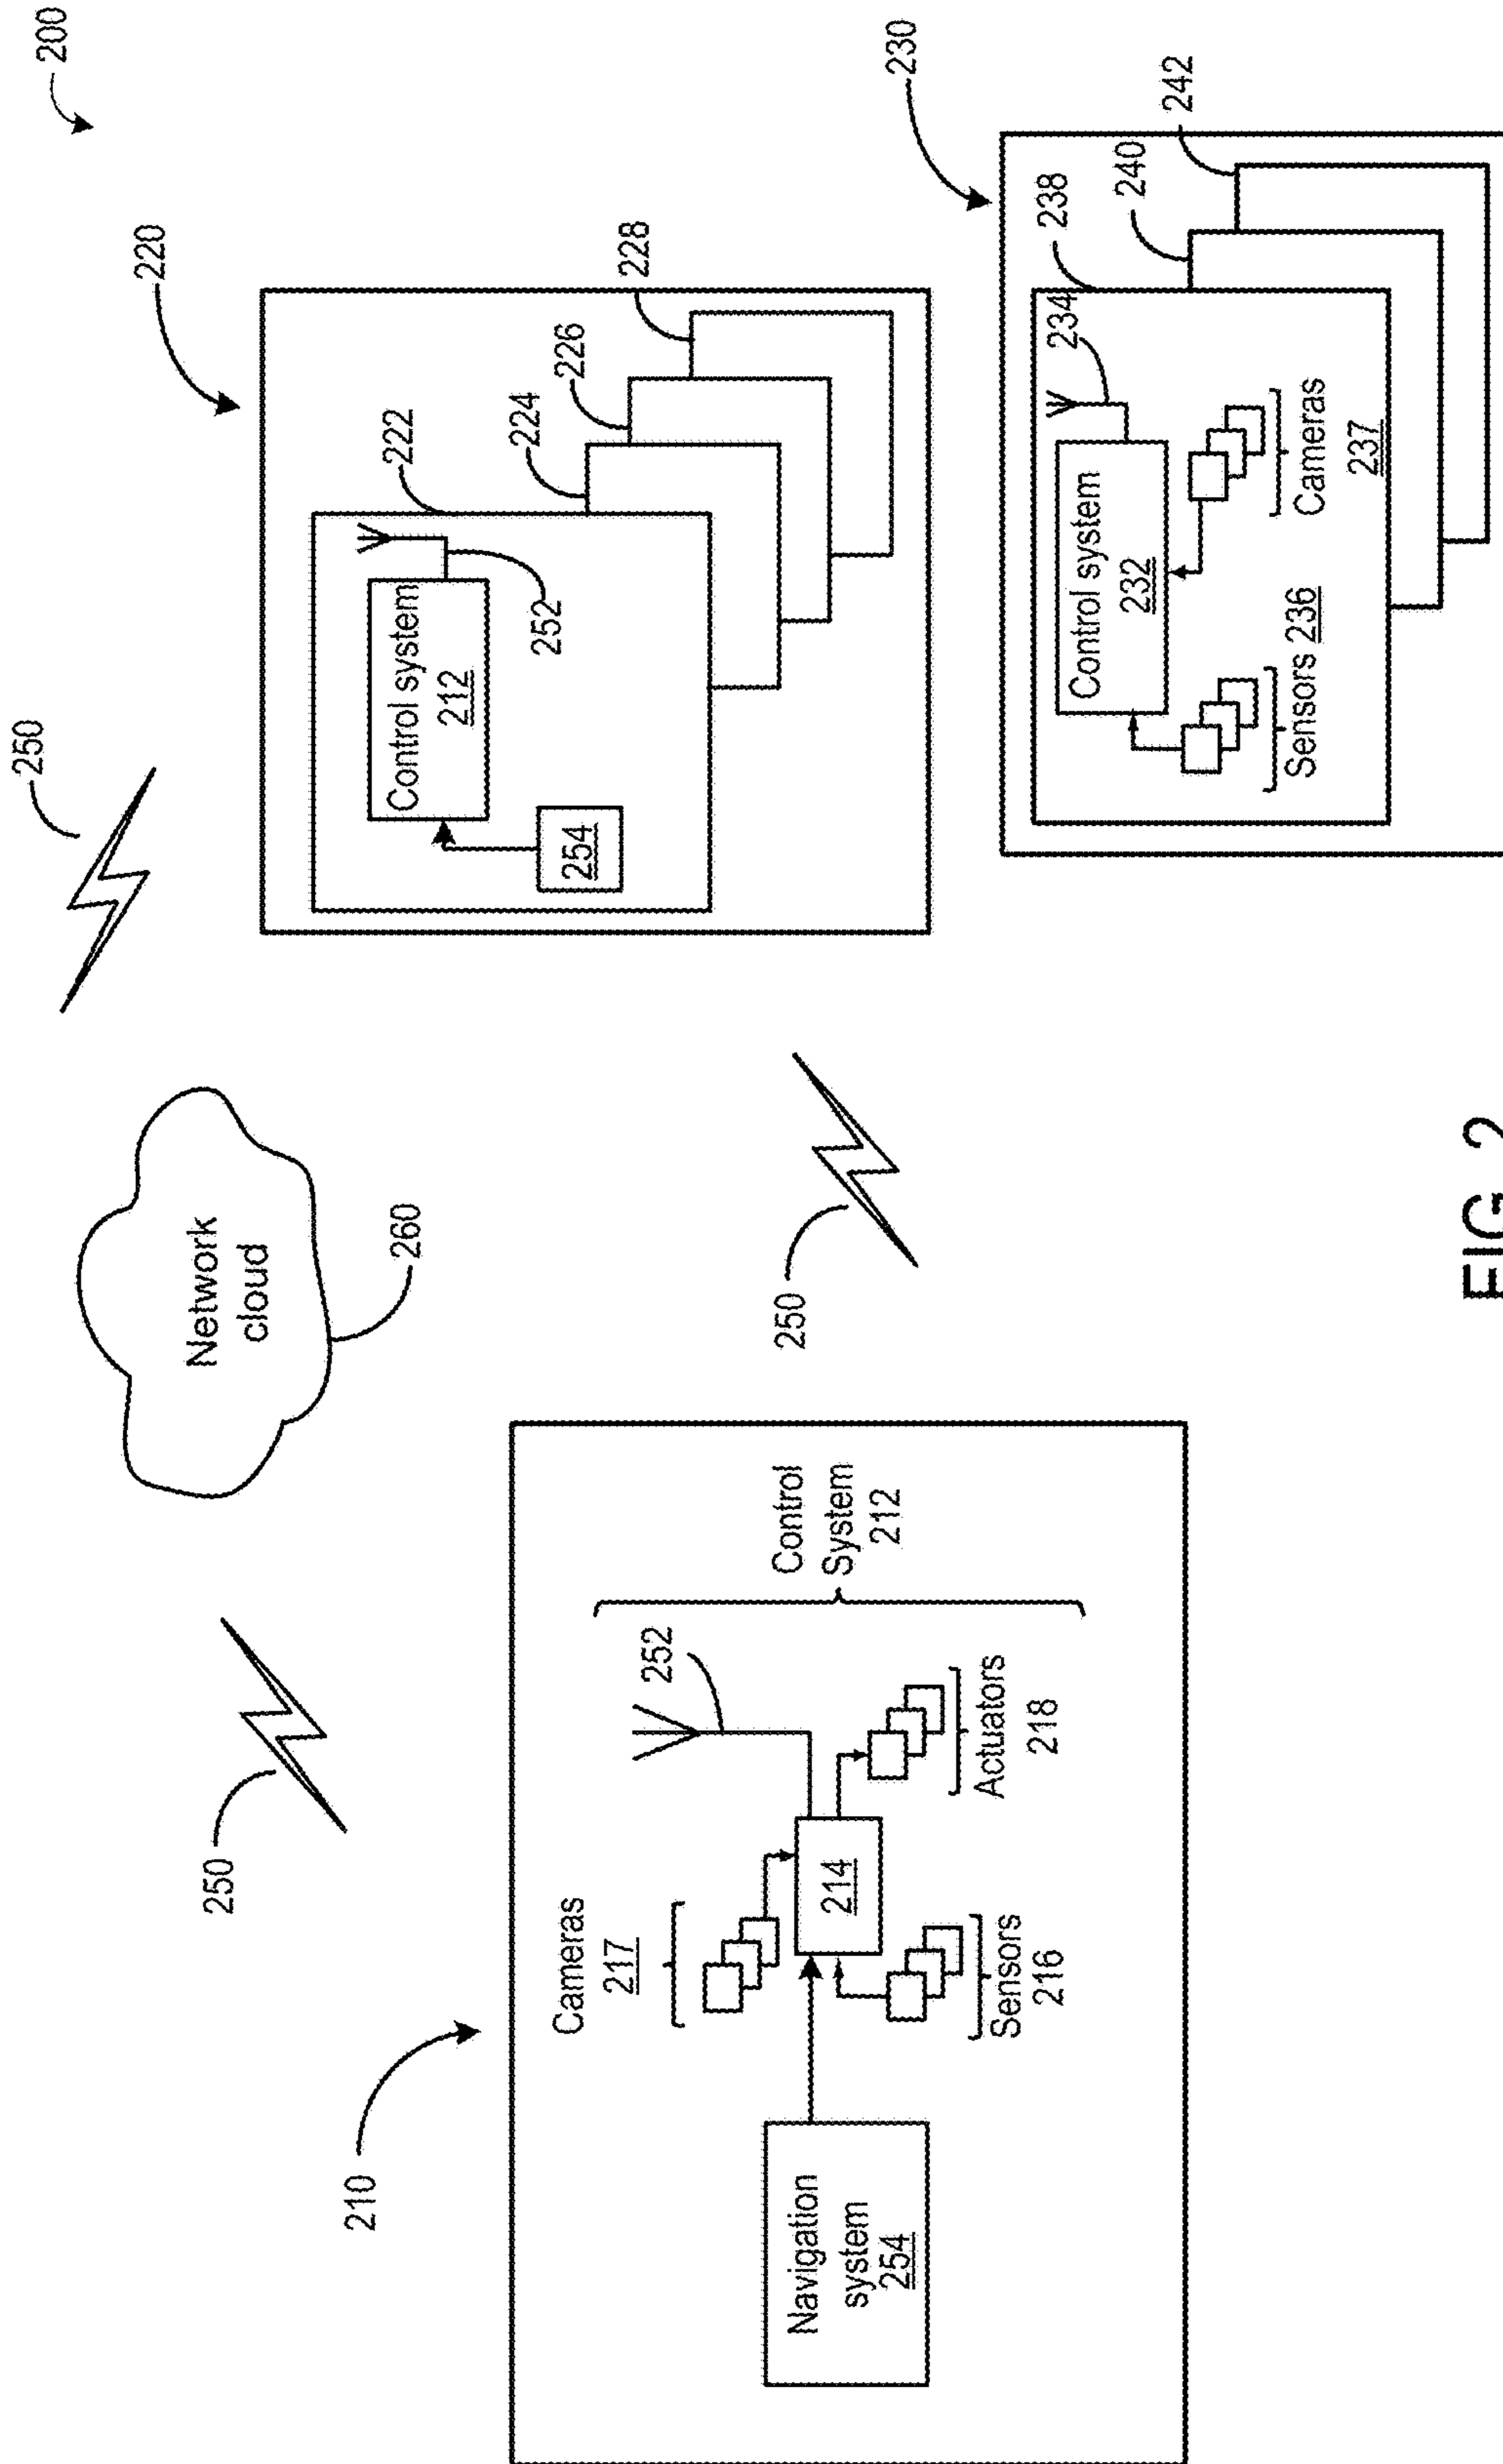 200
250
220
Network
cloud
260
250
222
224
226
228
Control system
212
252
254
250
230
238
240
242
234
Control system
232
Sensors 236
Cameras
237
210
Cameras
217
252
Control
System
212
Navigation
system
254
214
Sensors
216
Actuators
218
FIG. 2